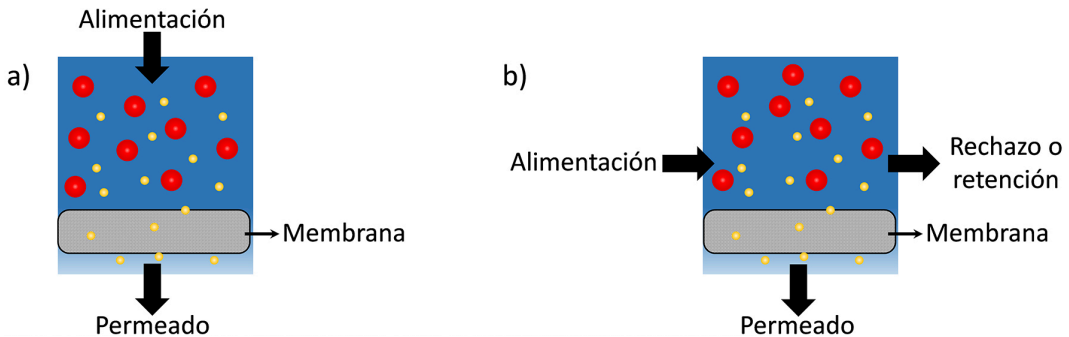 a)
Alimentación
Membrana
Permeado
b)
Alimentación
Rechazo o
retención
Membrana
Permeado